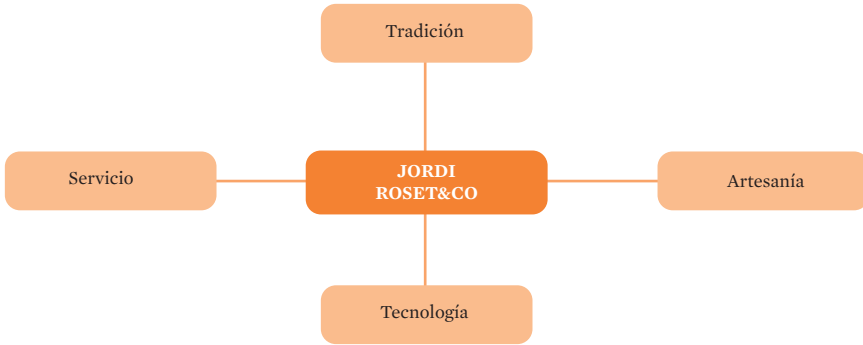 Tradición
Servicio
JORDI
ROSET&CO
Artesanía
Tecnología